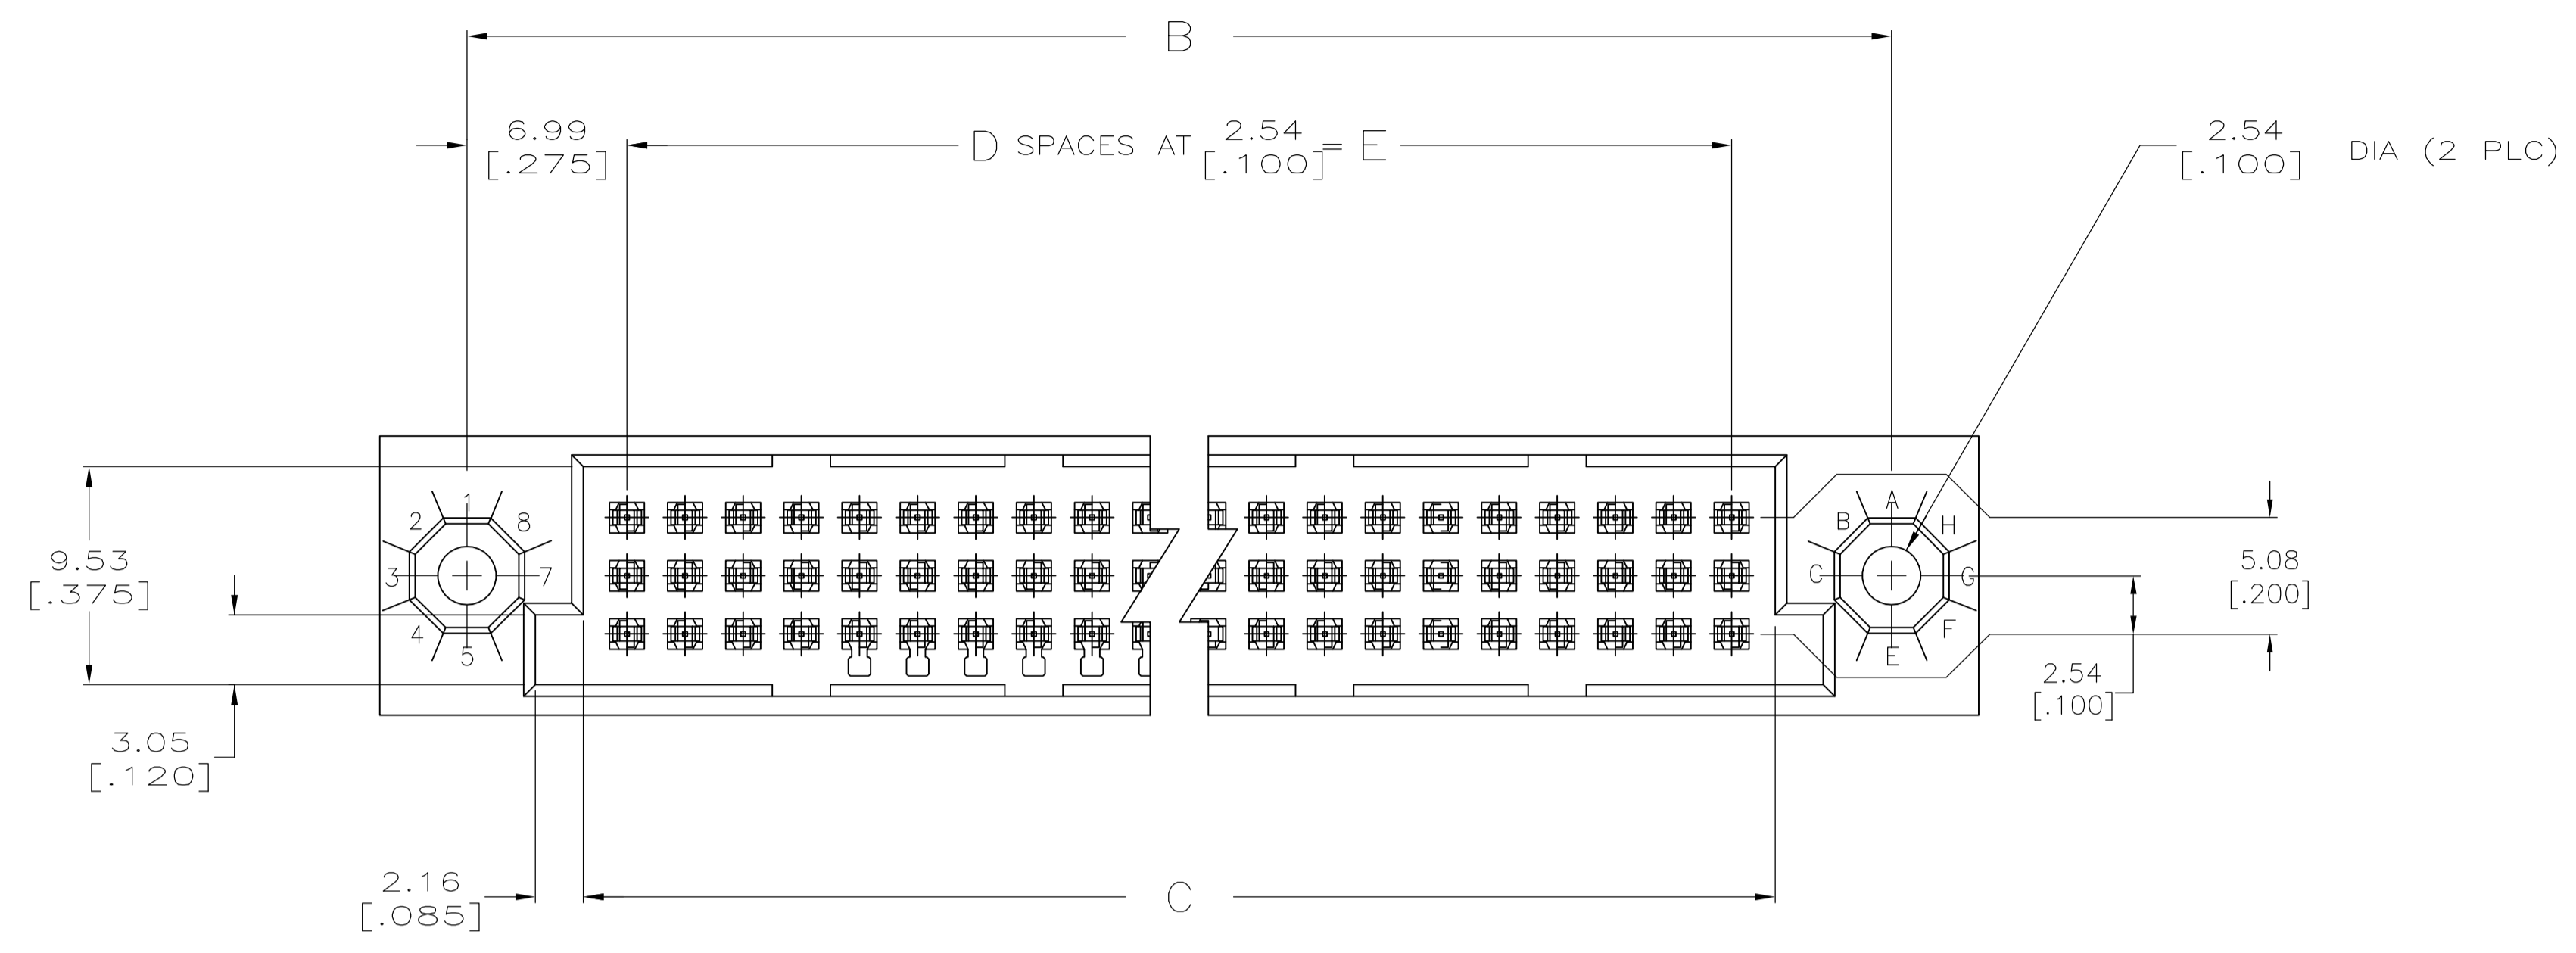 B
6.99
[.275]
D SPACES AT 2.54 = E
[.100]
2.54
[.100]
DIA (2 PLC)
1
2
8
3
7
4
5
A
B
H
C
G
F
E
9.53
[.375]
5.08
[.200]
2.54
[.100]
3.05
[.120]
2.16
[.085]
C